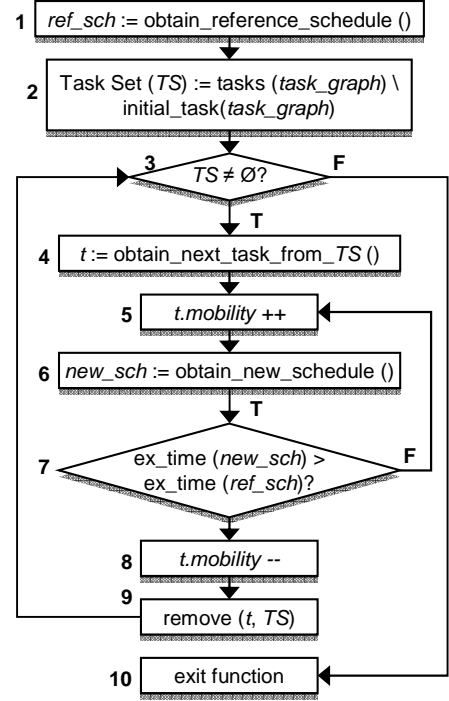 1 ref_sch := obtain_reference_schedule ()
2 Task Set (TS) := tasks (task_graph) \
initial_task(task_graph)
3 TS ≠ Ø? F
T
4 t := obtain_next_task_from_TS ()
5 t.mobility ++
6 new_sch := obtain_new_schedule ()
T
7 ex_time (new_sch) > F
ex_time (ref_sch)?
8 t.mobility --
9 remove (t, TS)
10 exit function